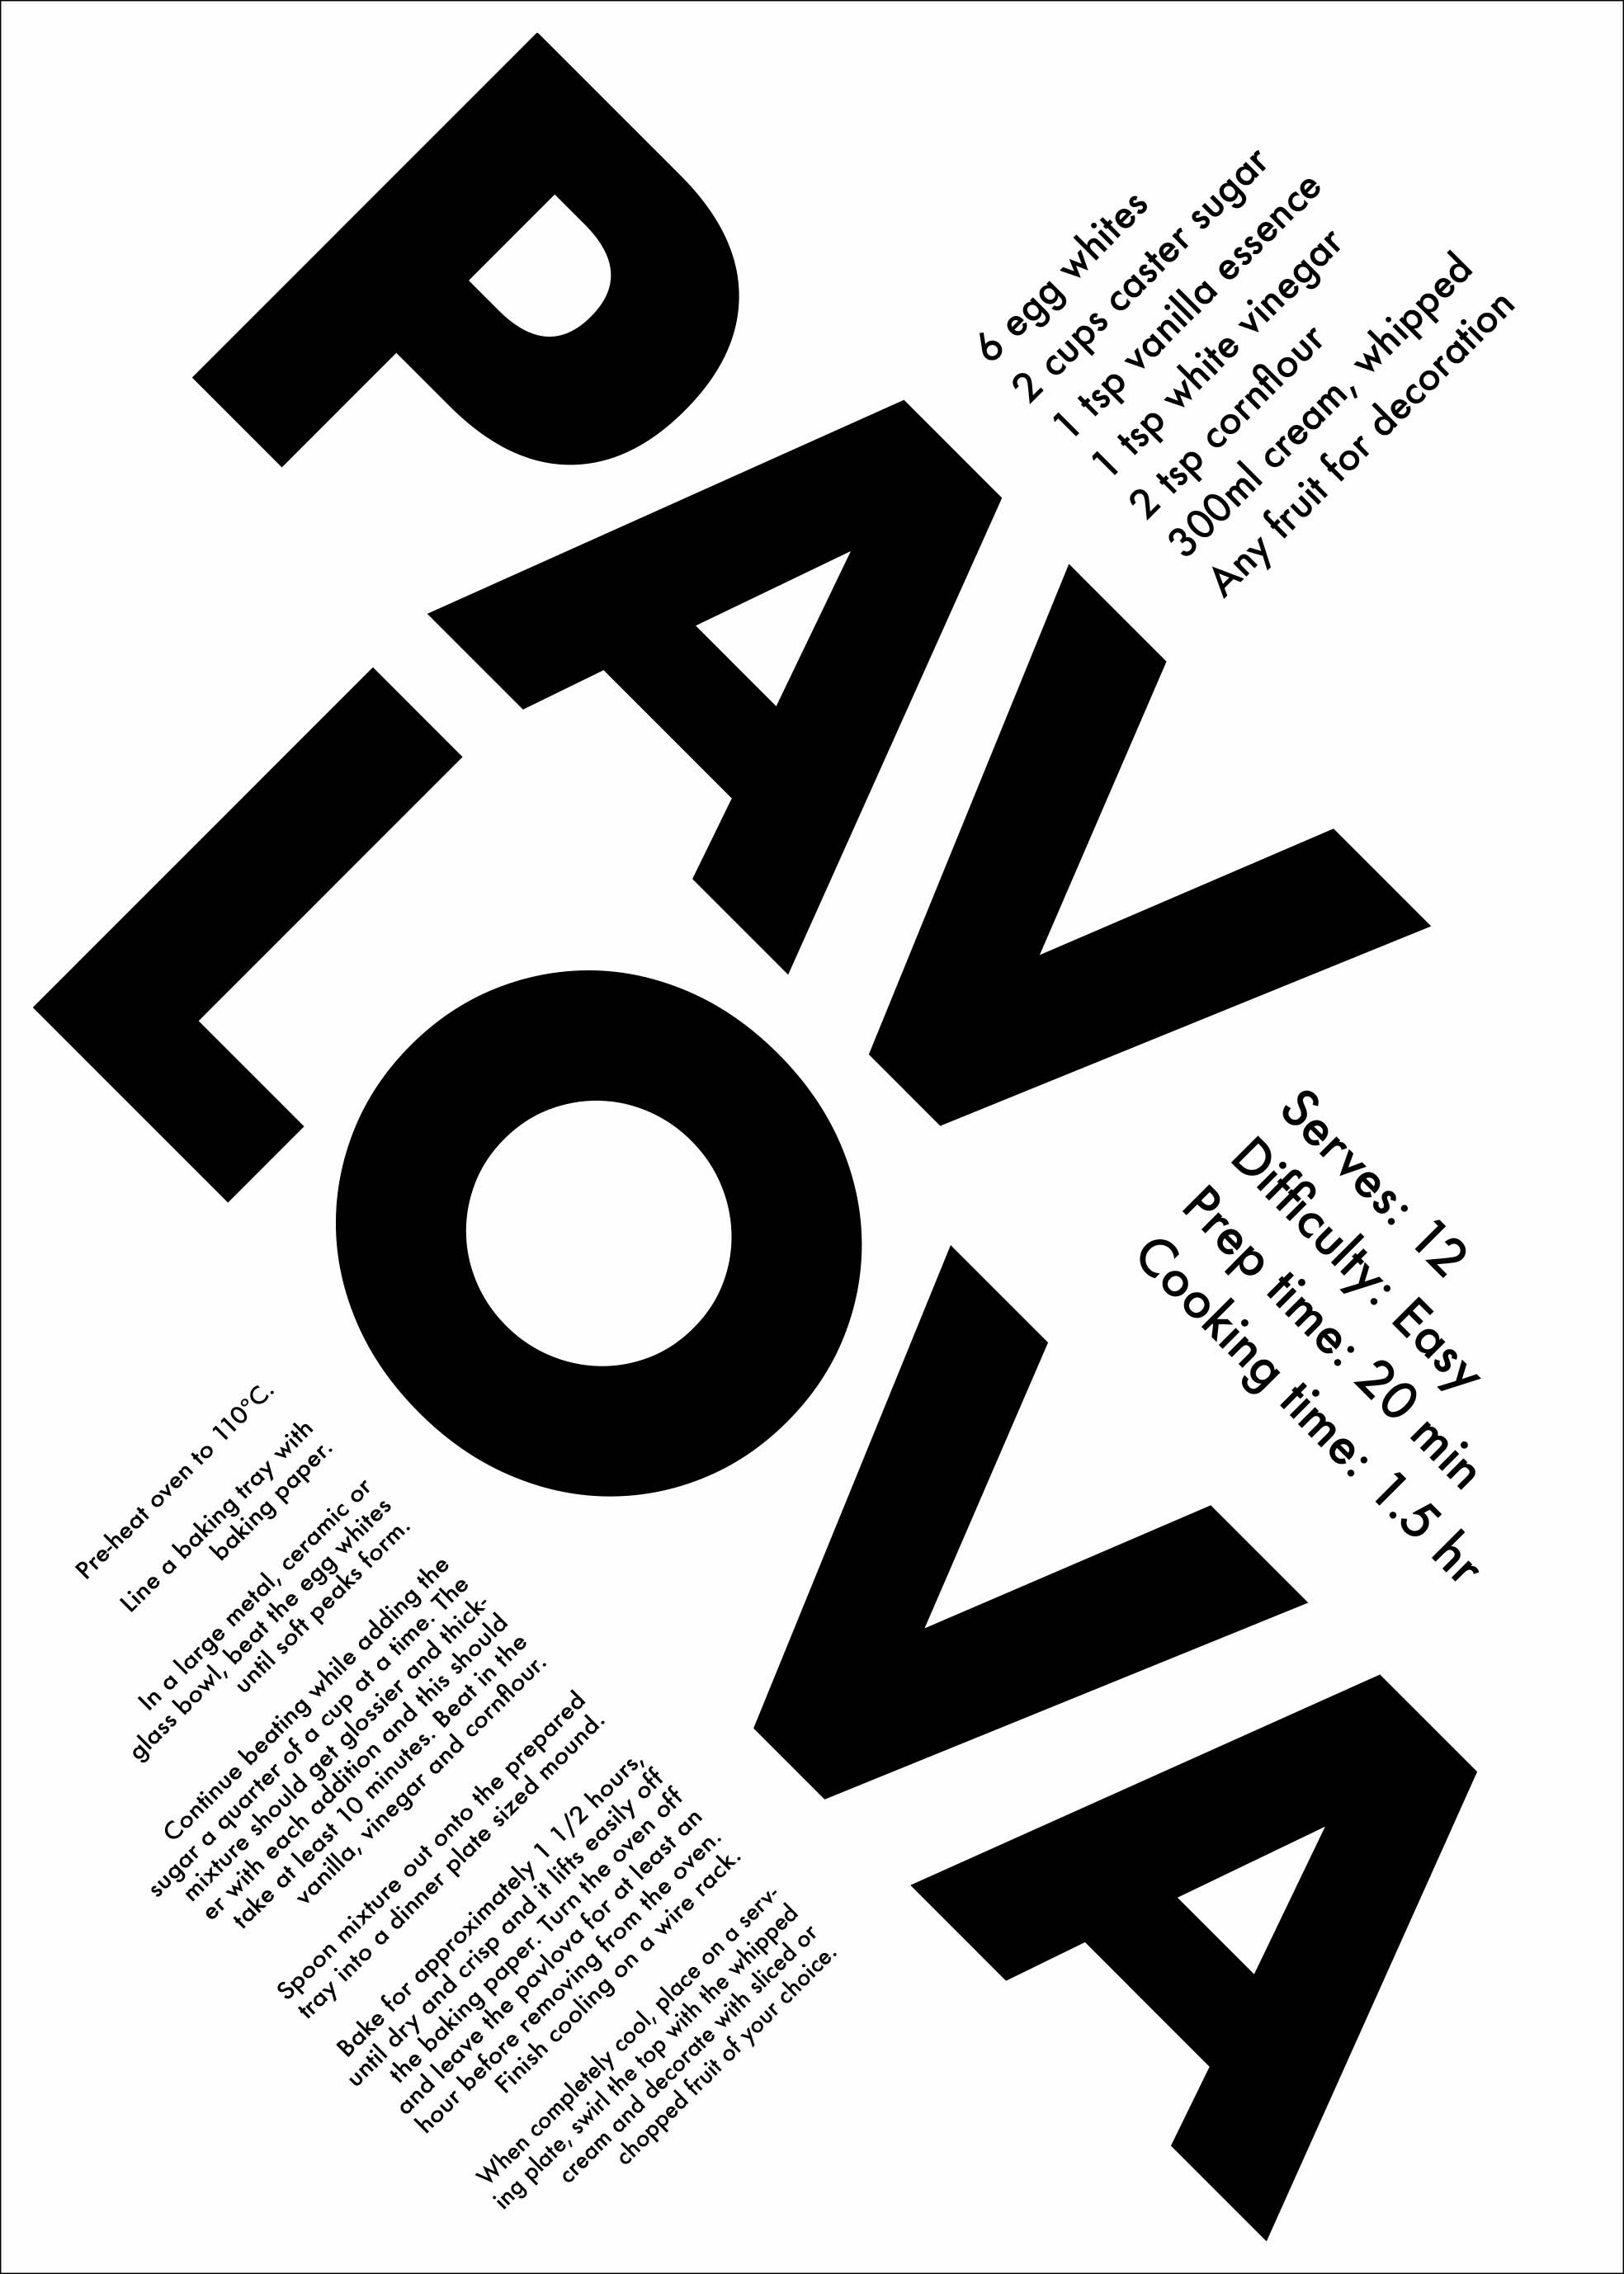 PAV
LOVA
6 egg whites
2 cups caster sugar
1 tsp vanilla essence
1 tsp white vinegar
2 tsp cornflour
300ml cream, whipped
Any fruit for decoration
Serves: 12
Difficulty: Easy
Prep time: 20 min
Cooking time: 1.5 hr
Pre-heat oven to 110°C.
Line a baking tray with
baking paper.
In a large metal, ceramic or
glass bowl, beat the egg whites
until soft peaks form.
Continue beating while adding the
sugar a quarter of a cup at a time. The
mixture should get glossier and thick-
er with each addition and this should
take at least 10 minutes. Beat in the
vanilla, vinegar and cornflour.
Spoon mixture out onto the prepared
tray into a dinner plate sized mound.
Bake for approximately 1 1/2 hours,
until dry and crisp and it lifts easily off
the baking paper. Turn the oven off
and leave the pavlova for at least an
hour before removing from the oven.
Finish cooling on a wire rack.
When completely cool, place on a serv-
ing plate, swirl the top with the whipped
cream and decorate with sliced or
chopped fruit of your choice.